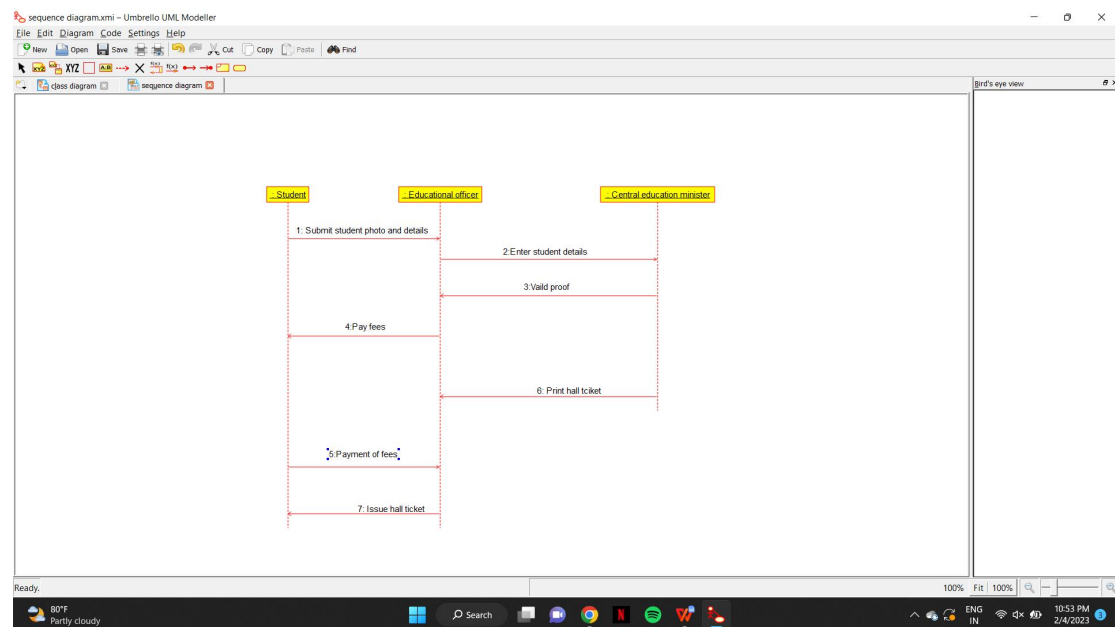 sequence diagram.xmi – Umbrello UML Modeller
File Edit Diagram Code Settings Help
New Open Save Cut Copy Paste Find
XYZ A:B
class diagram sequence diagram
Bird's eye view
: Student : Educational officer : Central education minister
1: Submit student photo and details
2:Enter student details
3:Vaild proof
4:Pay fees
6: Print hall tciket
5:Payment of fees
7: Issue hall ticket
Ready. 100% Fit 100%
80°F
Partly cloudy
Search
ENG
IN
10:53 PM
2/4/2023
3